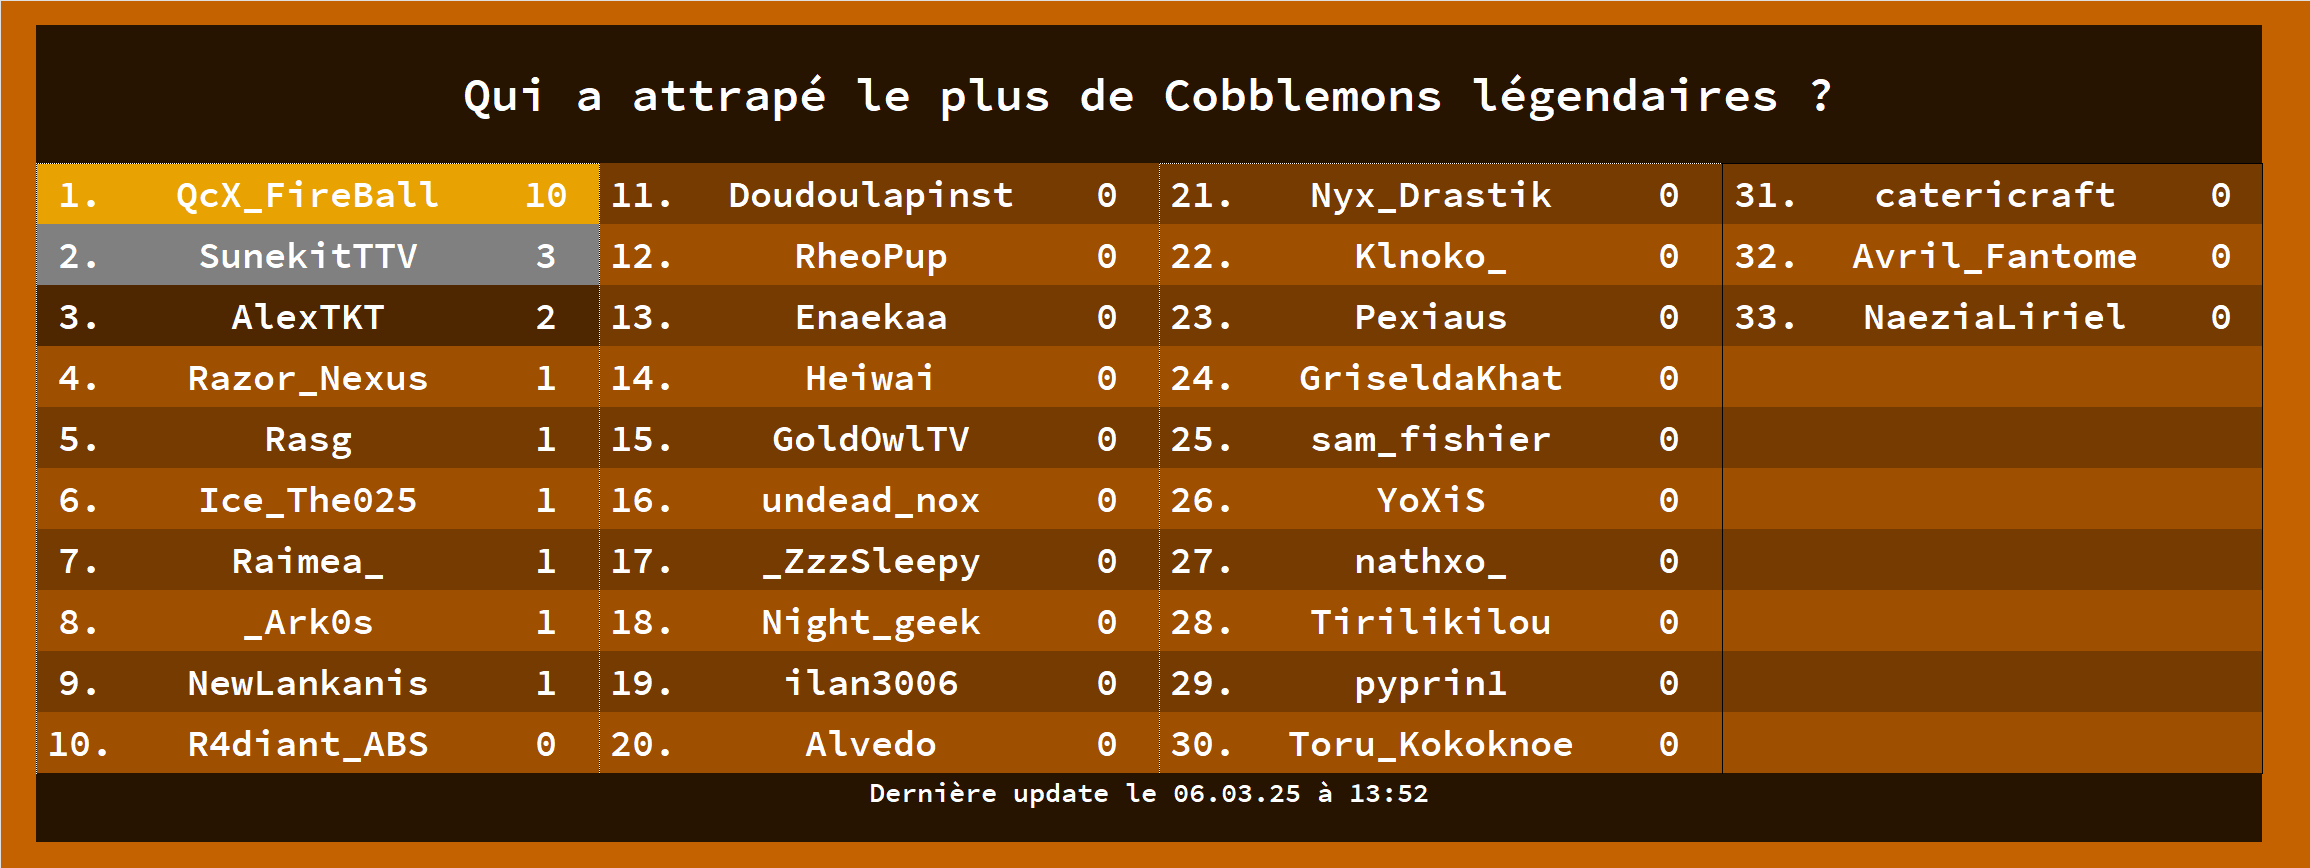 Qui a attrapé le plus de Cobblemons légendaires ?
1. QcX_FireBall 10
2. SunekitTTV 3
3. AlexTKT 2
4. Razor_Nexus 1
5. Rasg 1
6. Ice_The025 1
7. Raimea_ 1
8. _Ark0s 1
9. NewLankanis 1
10. R4diant_ABS 0
11. Doudoulapinst 0
12. RheoPup 0
13. Enaekaa 0
14. Heiwai 0
15. GoldOwlTV 0
16. undead_nox 0
17. _ZzzSleepy 0
18. Night_geek 0
19. ilan3006 0
20. Alvedo 0
21. Nyx_Drastik 0
22. Klnoko_ 0
23. Pexiaus 0
24. GriseldaKhat 0
25. sam_fishier 0
26. YoXiS 0
27. nathxo_ 0
28. Tirilikilou 0
29. pyprin1 0
30. Toru_Kokoknoe 0
31. catericraft 0
32. Avril_Fantome 0
33. NaeziaLiriel 0
Dernière update le 06.03.25 à 13:52